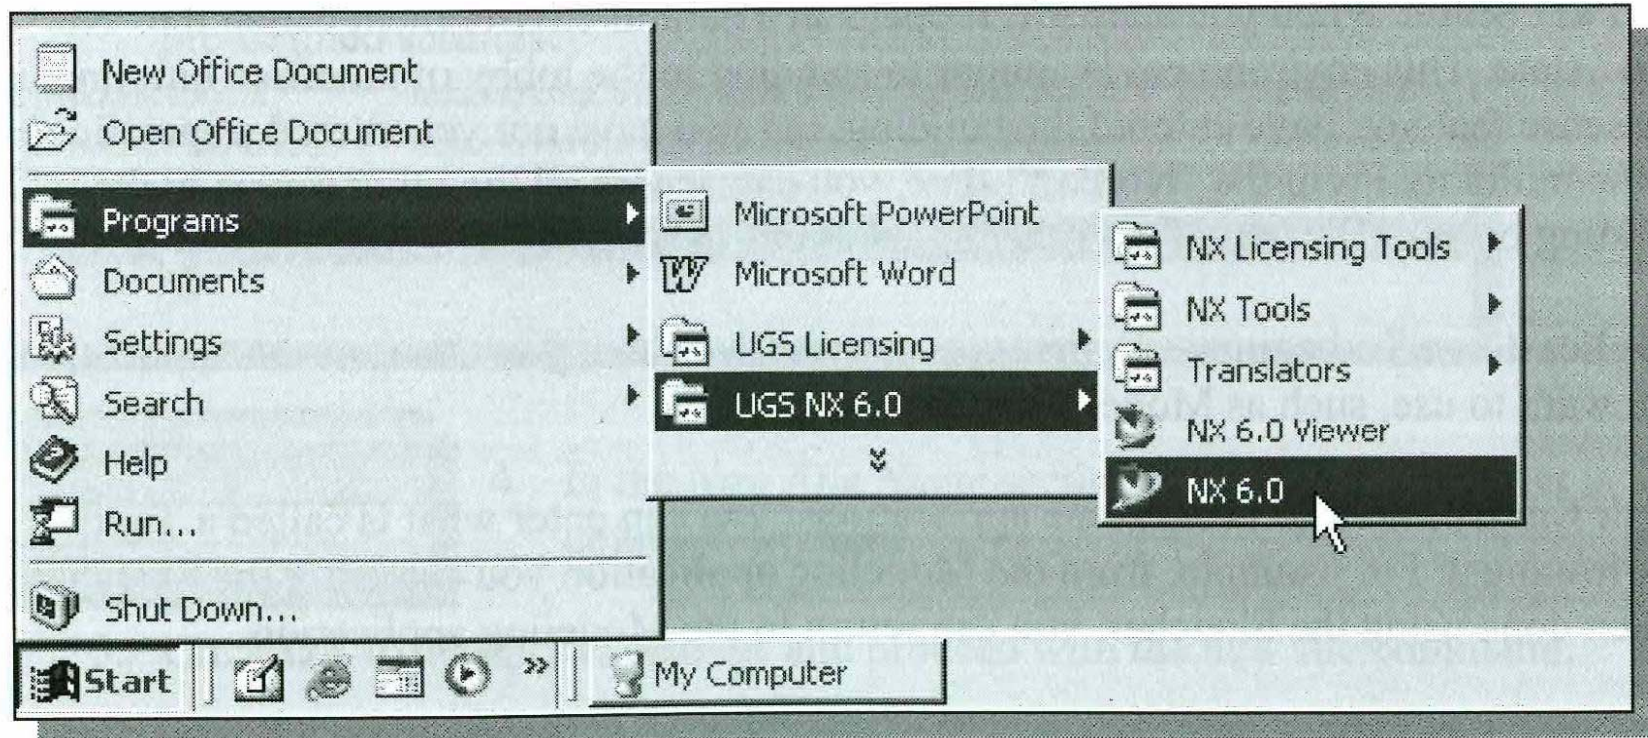 New Office Document
Open Office Document
Programs
Documents
Settings
Search
Help
Run...
Shut Down...
Microsoft PowerPoint
Microsoft Word
UGS Licensing
UGS NX 6.0
NX Licensing Tools
NX Tools
Translators
NX 6.0 Viewer
NX 6.0
Start
My Computer